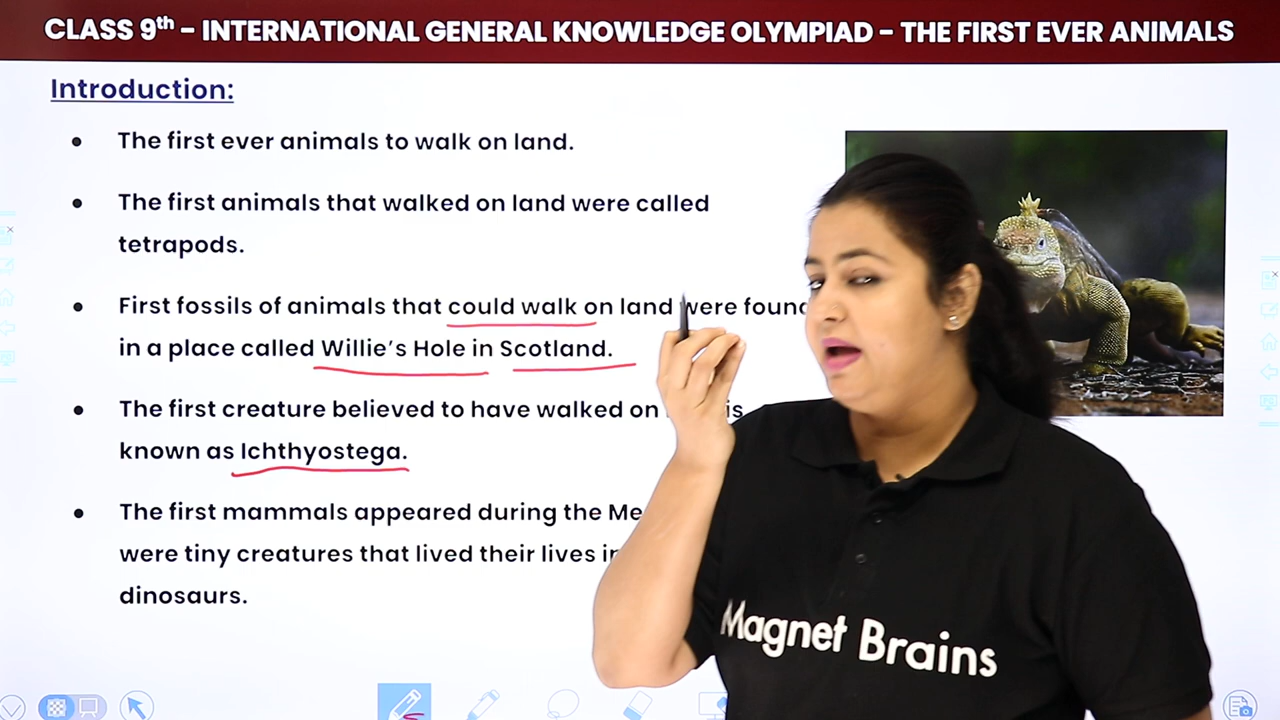 CLASS 9th – INTERNATIONAL GENERAL KNOWLEDGE OLYMPIAD – THE FIRST EVER ANIMALS
Introduction:
• The first ever animals to walk on land.
• The first animals that walked on land were called
tetrapods.
• First fossils of animals that could walk on land were found
in a place called Willie's Hole in Scotland.
• The first creature believed to have walked on is
known as Ichthyostega.
• The first mammals appeared during the
were tiny creatures that lived their lives
dinosaurs.
Magnet Brains